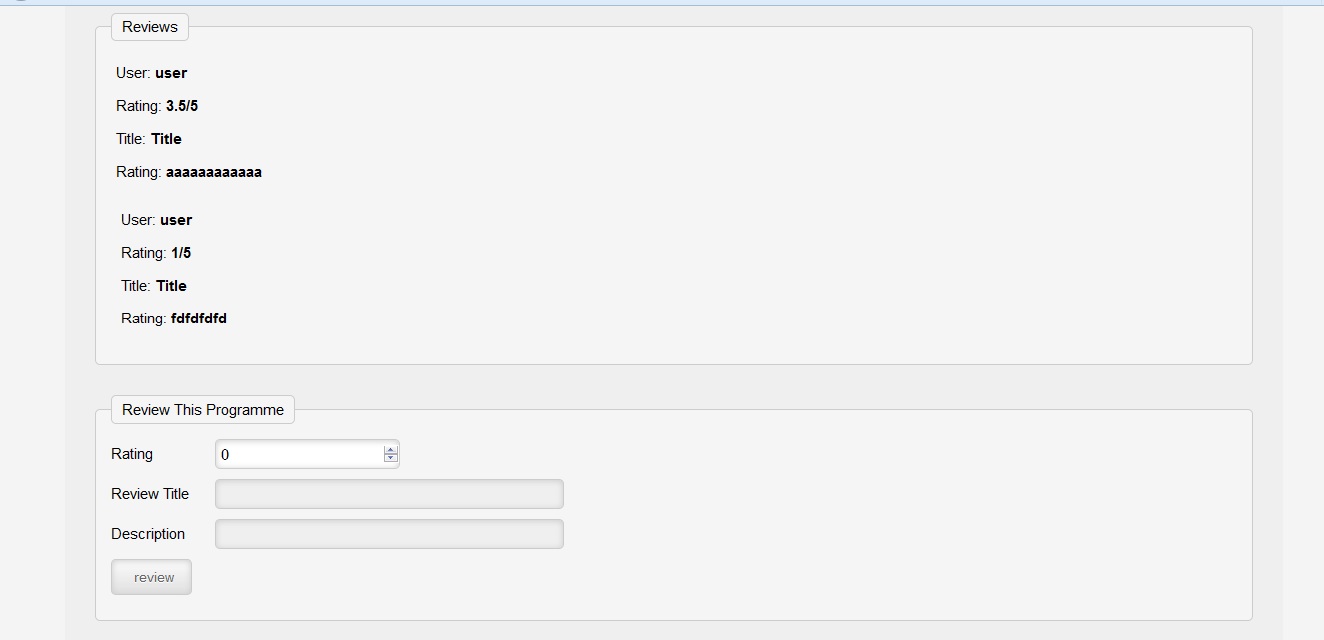 Reviews
User: user
Rating: 3.5/5
Title: Title
Rating: aaaaaaaaaaaa
User: user
Rating: 1/5
Title: Title
Rating: fdfdfdfd
Review This Programme
Rating 0
Review Title
Description
review